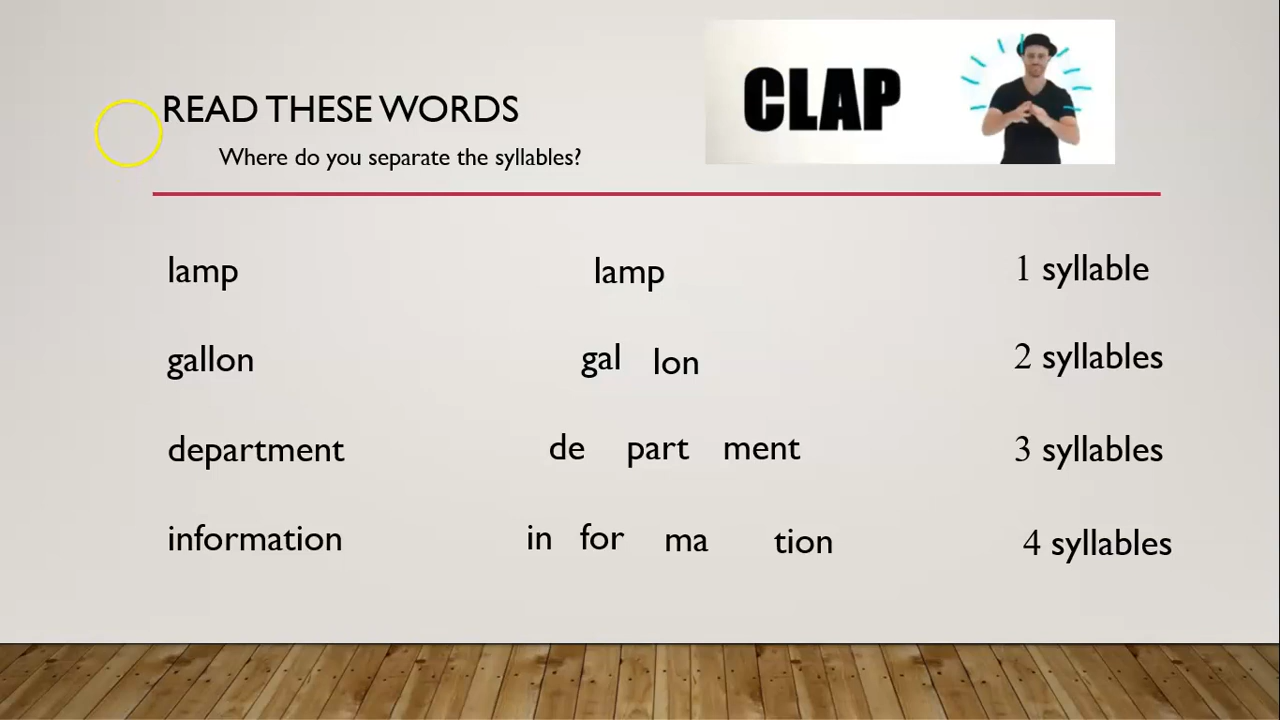 CLAP
READ THESE WORDS
Where do you separate the syllables?
lamp lamp 1 syllable
gallon gal lon 2 syllables
department de part ment 3 syllables
information in for ma tion 4 syllables